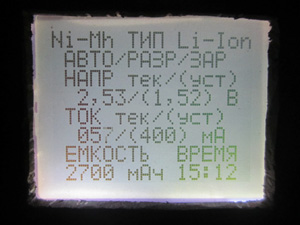 Ni-Mh ТИП Li-Ion
АВТО/РАЗР/ЗАР
НАПР тек/(уст)
2,53/(1,52) В
ТОК тек/(уст)
057/(400) мА
ЕМКОСТЬ ВРЕМЯ
2700 мАч 15:12